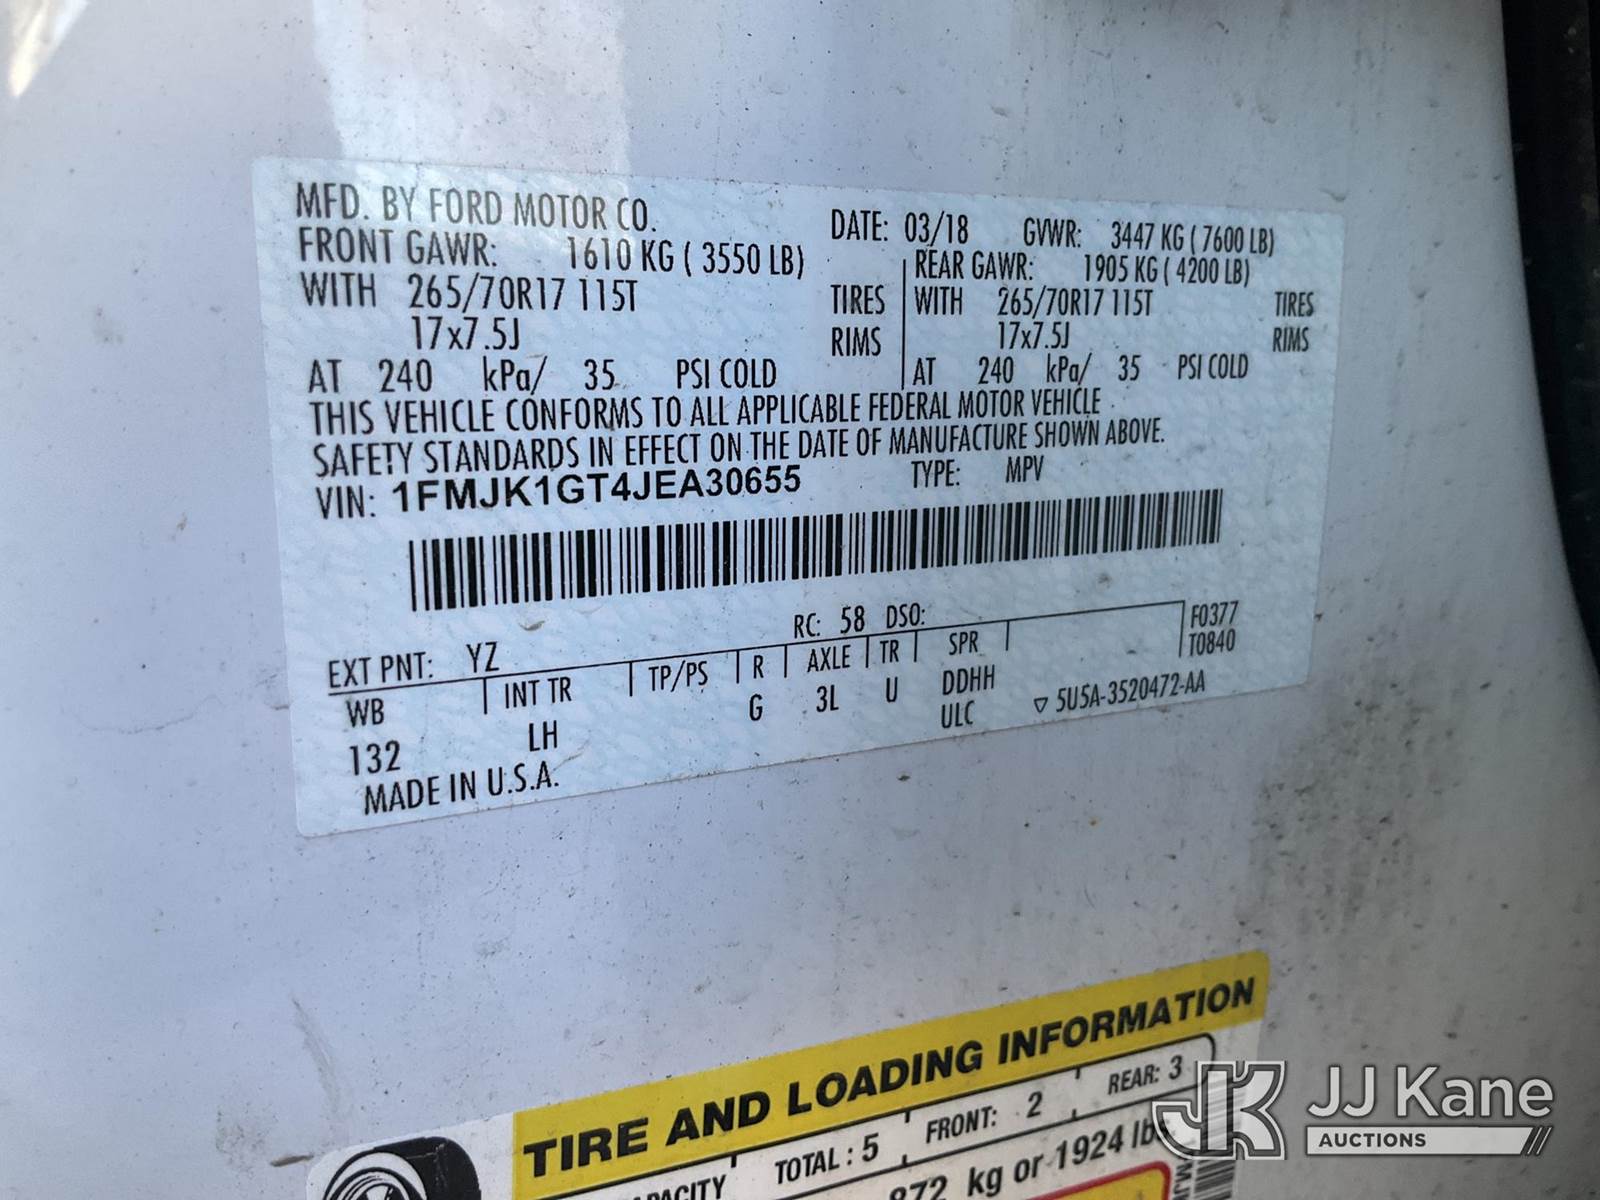 MFD. BY FORD MOTOR CO. DATE: 03/18 GVWR: 3447 KG ( 7600 LB)
FRONT GAWR: 1610 KG ( 3550 LB) REAR GAWR: 1905 KG ( 4200 LB)
WITH 265/70R17 115T TIRES WITH 265/70R17 115T TIRES
17x7.5J RIMS 17x7.5J RIMS
AT 240 kPa/ 35 PSI COLD AT 240 kPa/ 35 PSI COLD
THIS VEHICLE CONFORMS TO ALL APPLICABLE FEDERAL MOTOR VEHICLE
SAFETY STANDARDS IN EFFECT ON THE DATE OF MANUFACTURE SHOWN ABOVE.
VIN: 1FMJK1GT4JEA30655 TYPE: MPV
EXT PNT: YZ RC: 58 DSO: F0377
WB INT TR TP/PS R AXLE TR SPR T0840
132 LH G 3L U DDHH
ULC ▽ 5U5A-3520472-AA
MADE IN U.S.A.
TIRE AND LOADING INFORMATION
TOTAL : 5 FRONT: 2 REAR: 3
872 kg or 1924 lbs
JK JJ Kane
AUCTIONS